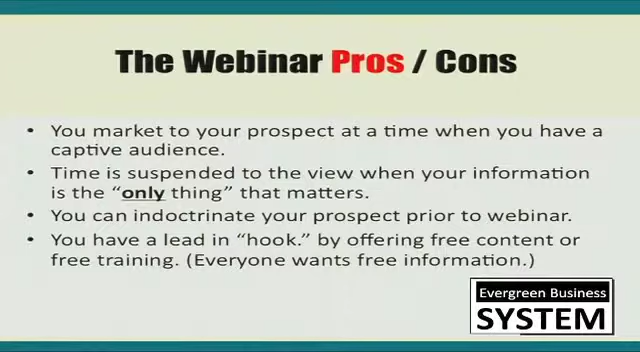 The Webinar Pros / Cons
• You market to your prospect at a time when you have a
captive audience.
• Time is suspended to the view when your information
is the “only thing” that matters.
• You can indoctrinate your prospect prior to webinar.
• You have a lead in “hook.” by offering free content or
free training. (Everyone wants free information.)
Evergreen Business
SYSTEM